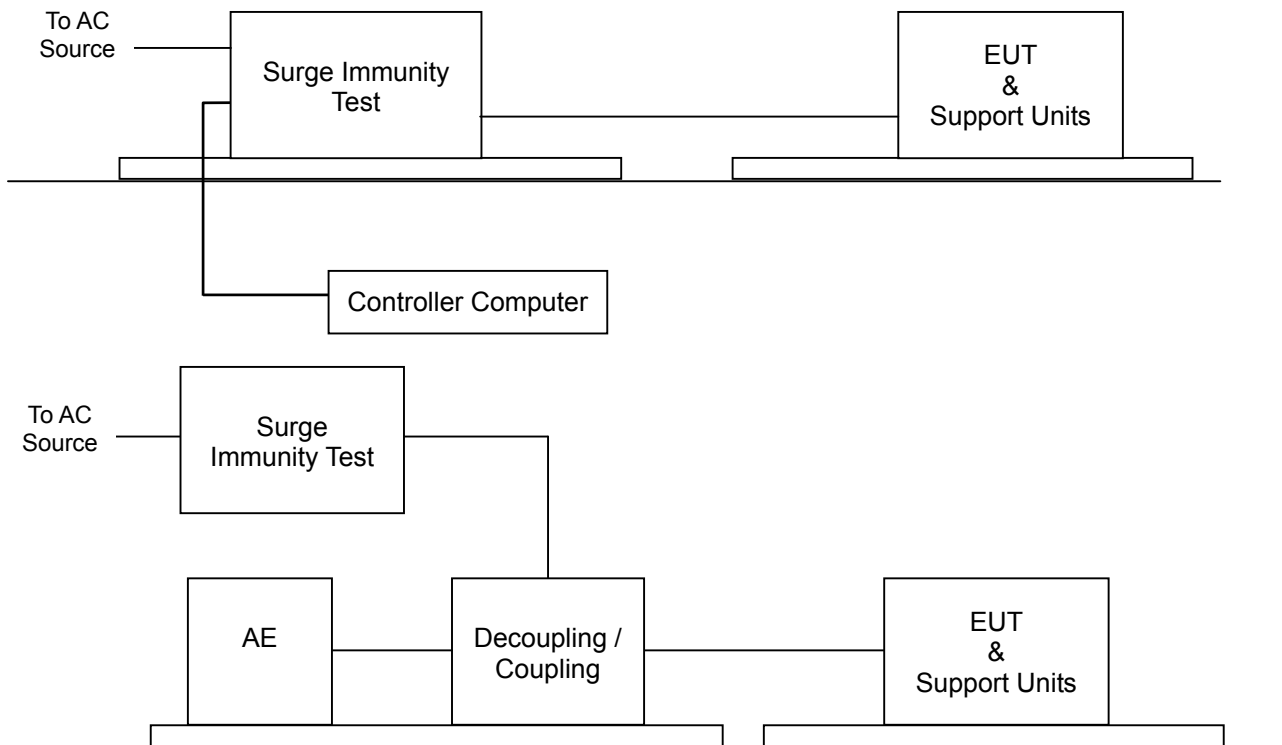 To AC
Source
Surge Immunity
Test
EUT
&
Support Units
Controller Computer
To AC
Source
Surge
Immunity Test
AE
Decoupling /
Coupling
EUT
&
Support Units